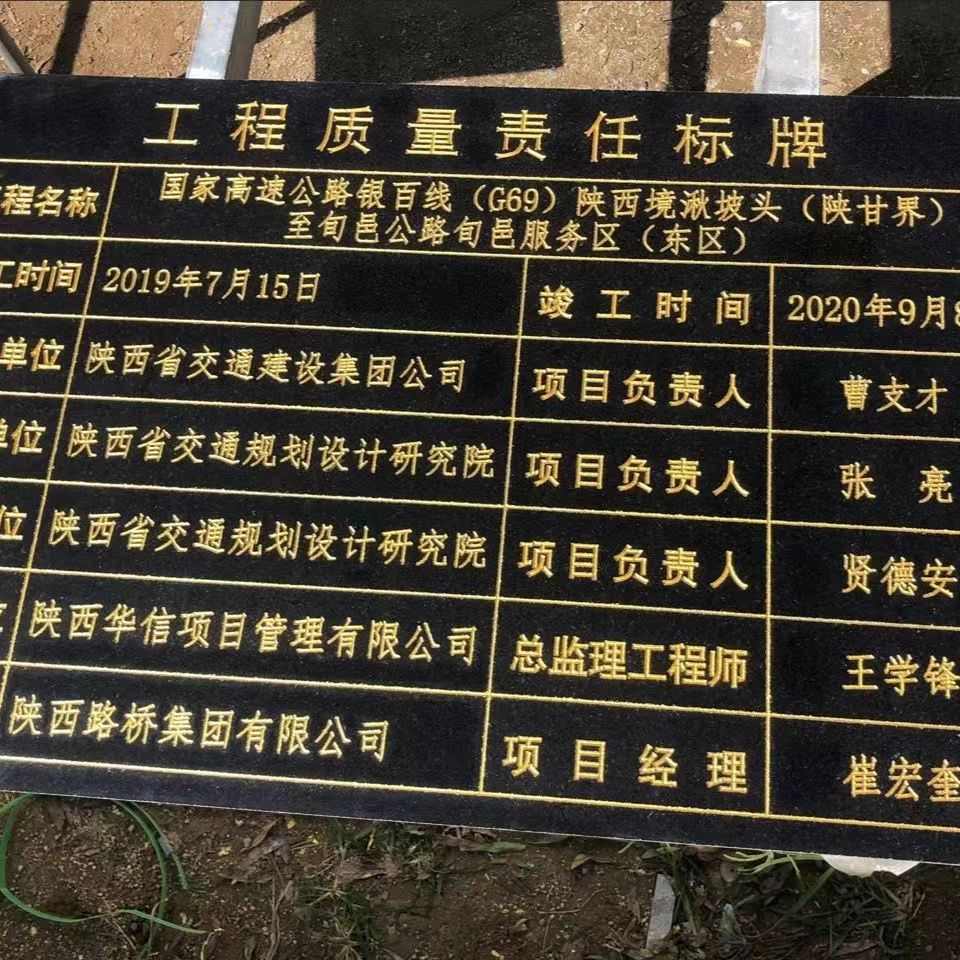 工程质量责任标牌
程名称 国家高速公路银百线（G69）陕西境湫坡头（陕甘界）
至旬邑公路旬邑服务区（东区）
工时间 2019年7月15日 竣工时间 2020年9月8
单位 陕西省交通建设集团公司 项目负责人 曹支才
单位 陕西省交通规划设计研究院 项目负责人 张亮
位 陕西省交通规划设计研究院 项目负责人 贤德安
陕西华信项目管理有限公司 总监理工程师 王学锋
陕西路桥集团有限公司 项目经理 崔宏奎